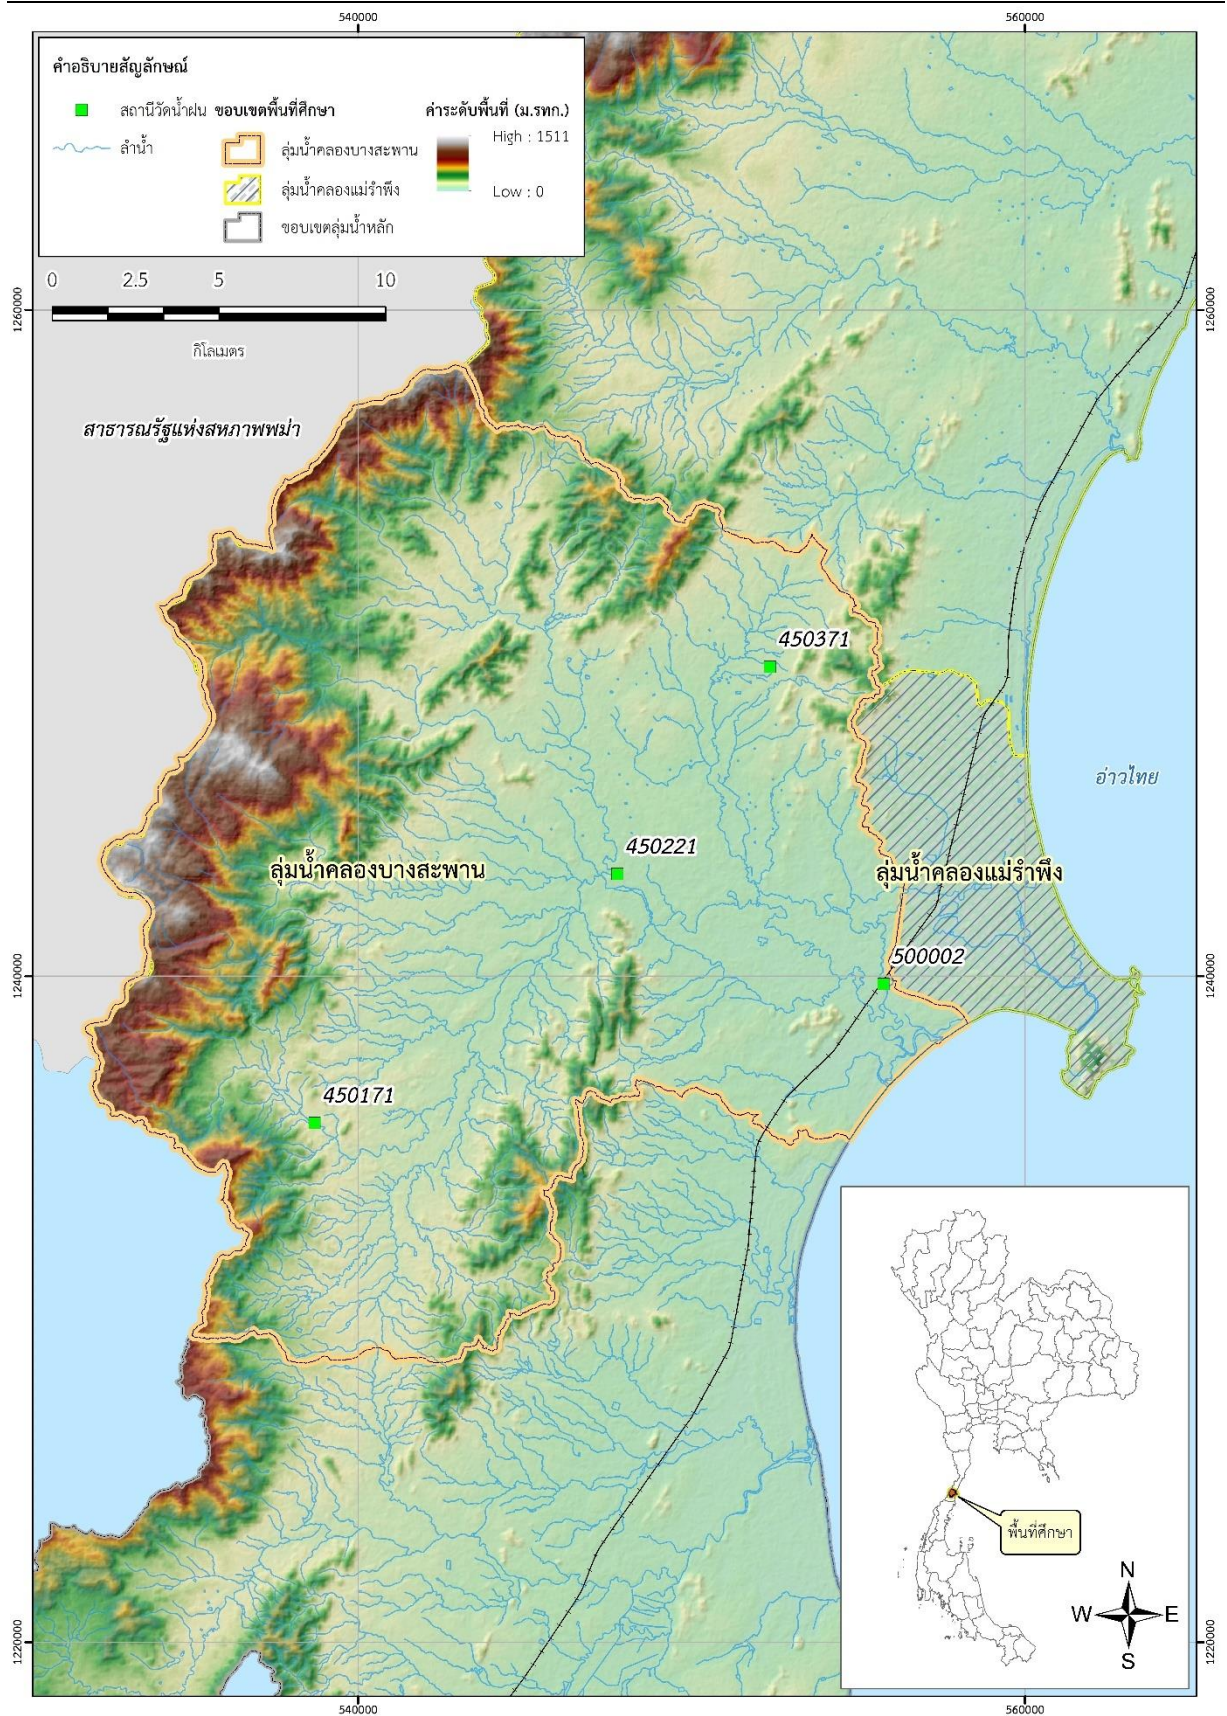 540000
560000
คำอธิบายสัญลักษณ์
สถานีวัดน้ำฝน
ลำน้ำ
ขอบเขตพื้นที่ศึกษา
ลุ่มน้ำคลองบางสะพาน
ลุ่มน้ำคลองแม่รำพึง
ขอบเขตลุ่มน้ำหลัก
ค่าระดับพื้นที่ (ม.รทก.)
High : 1511
Low : 0
0 2.5 5 10
กิโลเมตร
1260000
1260000
สาธารณรัฐแห่งสหภาพพม่า
450371
อ่าวไทย
450221
ลุ่มน้ำคลองบางสะพาน
ลุ่มน้ำคลองแม่รำพึง
500002
1240000
1240000
450171
พื้นที่ศึกษา
N
W E
S
1220000
1220000
540000
560000